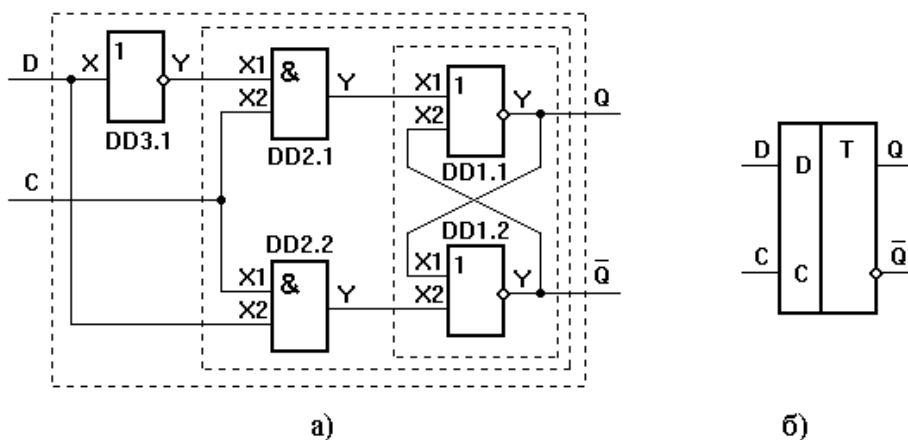 D X 1 Y X1 & Y X1 1 Y Q
X2 X2
DD3.1 DD2.1 DD1.1
C
DD2.2 DD1.2
X1 & Y X1 1 Y Q̅
X2 X2
D D T Q
C C Q̅
а) б)